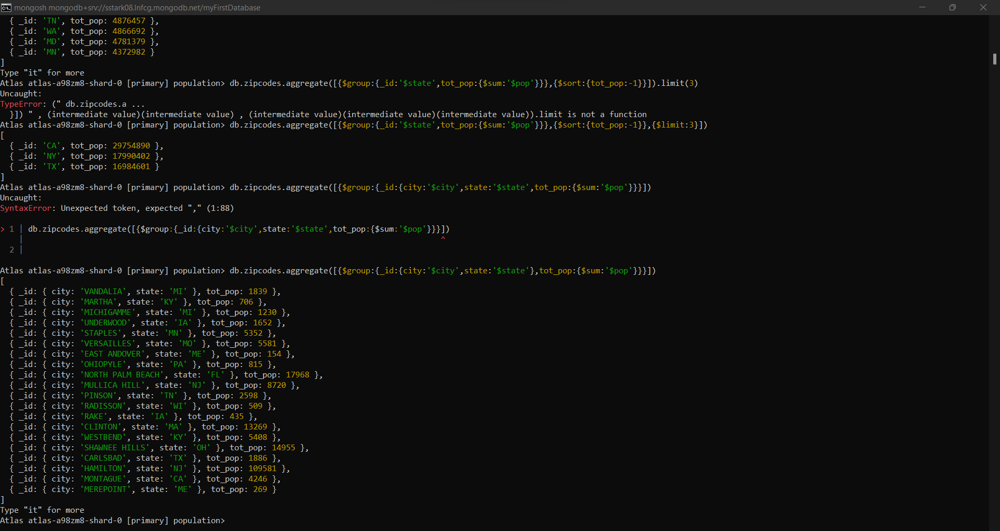 mongosh mongodb+srv://sstark08.lnfcg.mongodb.net/myFirstDatabase
  { _id: 'TN', tot_pop: 4876457 },
  { _id: 'WA', tot_pop: 4866692 },
  { _id: 'MD', tot_pop: 4781379 },
  { _id: 'MN', tot_pop: 4372982 }
]
Type "it" for more
Atlas atlas-a98zm8-shard-0 [primary] population> db.zipcodes.aggregate([{$group:{_id:'$state',tot_pop:{$sum:'$pop'}}},{$sort:{tot_pop:-1}}]).limit(3)
Uncaught:
TypeError: (" db.zipcodes.a ...
  }]) " , (intermediate value)(intermediate value) , (intermediate value)(intermediate value)(intermediate value)).limit is not a function
Atlas atlas-a98zm8-shard-0 [primary] population> db.zipcodes.aggregate([{$group:{_id:'$state',tot_pop:{$sum:'$pop'}}},{$sort:{tot_pop:-1}},{$limit:3}])
[
  { _id: 'CA', tot_pop: 29754890 },
  { _id: 'NY', tot_pop: 17990402 },
  { _id: 'TX', tot_pop: 16984601 }
]
Atlas atlas-a98zm8-shard-0 [primary] population> db.zipcodes.aggregate([{$group:{_id:{city:'$city',state:'$state',tot_pop:{$sum:'$pop'}}}])
Uncaught:
SyntaxError: Unexpected token, expected "," (1:88)
> 1 | db.zipcodes.aggregate([{$group:{_id:{city:'$city',state:'$state',tot_pop:{$sum:'$pop'}}}])
    |                                                                                         ^
  2 |
Atlas atlas-a98zm8-shard-0 [primary] population> db.zipcodes.aggregate([{$group:{_id:{city:'$city',state:'$state'},tot_pop:{$sum:'$pop'}}}])
[
  { _id: { city: 'VANDALIA', state: 'MI' }, tot_pop: 1839 },
  { _id: { city: 'MARTHA', state: 'KY' }, tot_pop: 706 },
  { _id: { city: 'MICHIGAMME', state: 'MI' }, tot_pop: 1230 },
  { _id: { city: 'UNDERWOOD', state: 'IA' }, tot_pop: 1652 },
  { _id: { city: 'STAPLES', state: 'MN' }, tot_pop: 5352 },
  { _id: { city: 'VERSAILLES', state: 'MO' }, tot_pop: 5581 },
  { _id: { city: 'EAST ANDOVER', state: 'ME' }, tot_pop: 154 },
  { _id: { city: 'OHIOPYLE', state: 'PA' }, tot_pop: 815 },
  { _id: { city: 'NORTH PALM BEACH', state: 'FL' }, tot_pop: 17968 },
  { _id: { city: 'MULLICA HILL', state: 'NJ' }, tot_pop: 8720 },
  { _id: { city: 'PINSON', state: 'TN' }, tot_pop: 2598 },
  { _id: { city: 'RADISSON', state: 'WI' }, tot_pop: 509 },
  { _id: { city: 'RAKE', state: 'IA' }, tot_pop: 435 },
  { _id: { city: 'CLINTON', state: 'MA' }, tot_pop: 13269 },
  { _id: { city: 'WESTBEND', state: 'KY' }, tot_pop: 5408 },
  { _id: { city: 'SHAWNEE HILLS', state: 'OH' }, tot_pop: 14955 },
  { _id: { city: 'CARLSBAD', state: 'TX' }, tot_pop: 1886 },
  { _id: { city: 'HAMILTON', state: 'NJ' }, tot_pop: 109581 },
  { _id: { city: 'MONTAGUE', state: 'CA' }, tot_pop: 4246 },
  { _id: { city: 'MEREPOINT', state: 'ME' }, tot_pop: 269 }
]
Type "it" for more
Atlas atlas-a98zm8-shard-0 [primary] population>